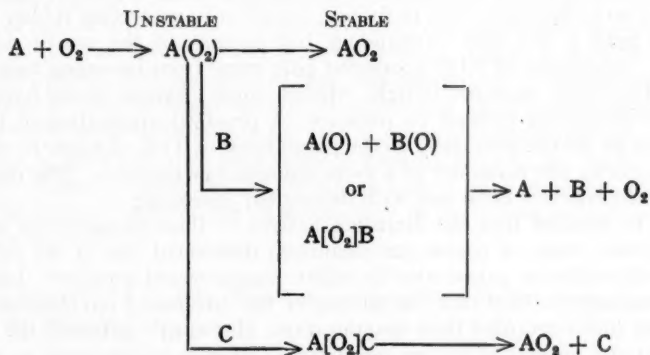 UNSTABLE STABLE
A + O₂ → A(O₂) → AO₂
B
A(O) + B(O)
or
A[O₂]B
→ A + B + O₂
C
A[O₂]C → AO₂ + C